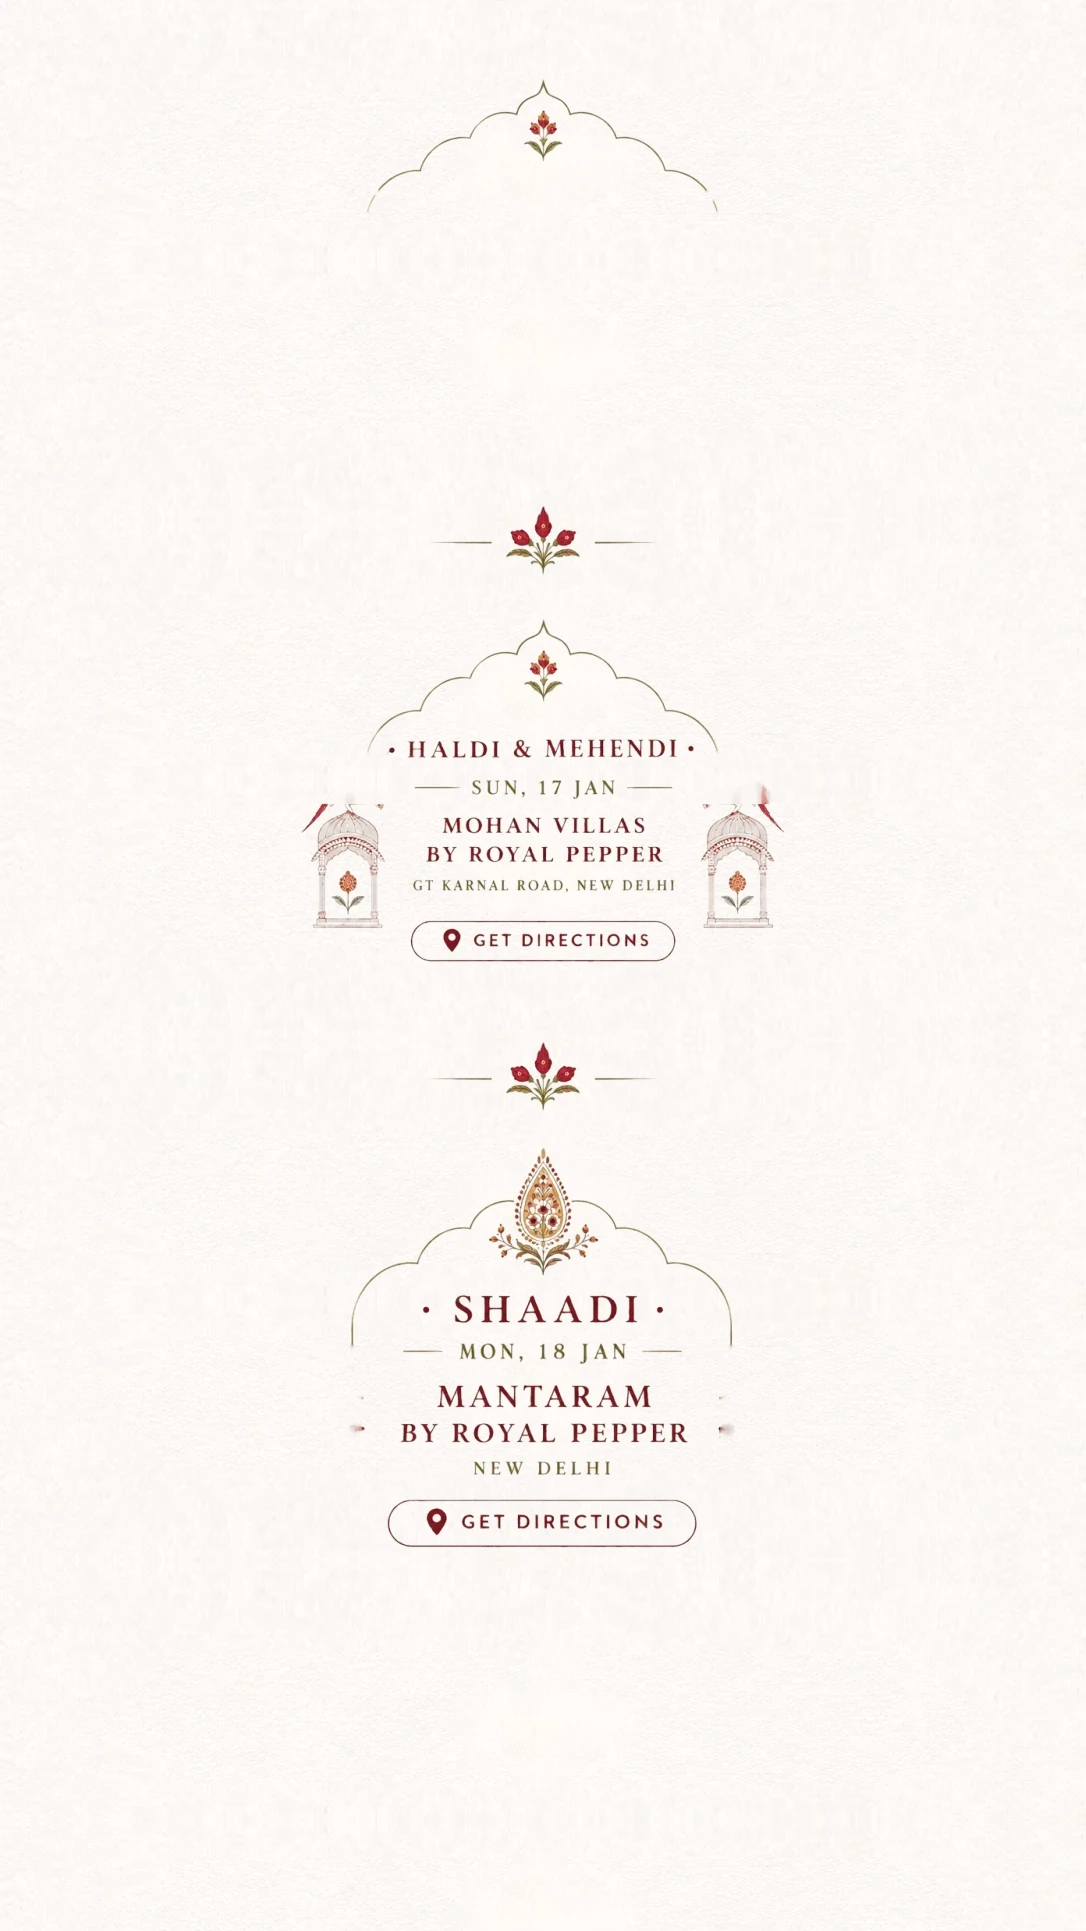 • HALDI & MEHENDI •
SUN, 17 JAN
MOHAN VILLAS
BY ROYAL PEPPER
GT KARNAL ROAD, NEW DELHI
GET DIRECTIONS
• SHAADI •
MON, 18 JAN
MANTARAM
BY ROYAL PEPPER
NEW DELHI
GET DIRECTIONS